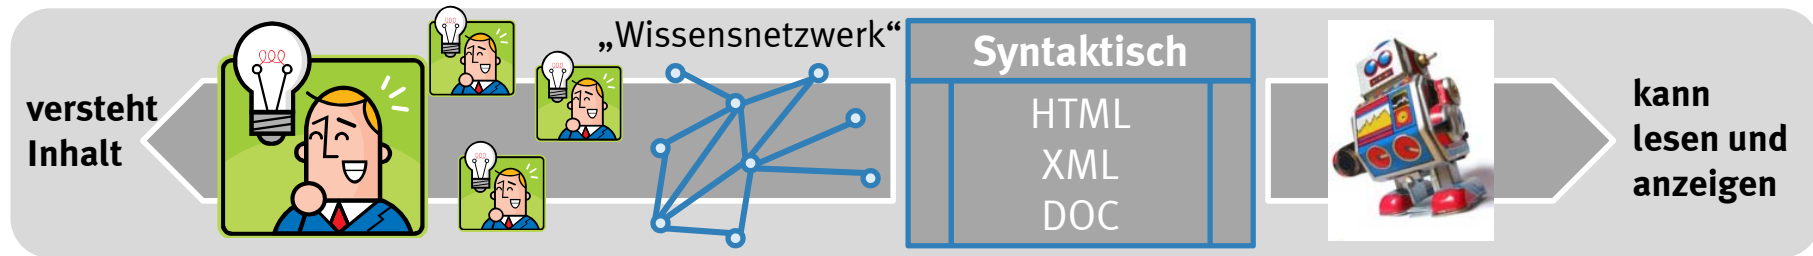 versteht
Inhalt
„Wissensnetzwerk“
Syntaktisch
HTML
XML
DOC
kann
lesen und
anzeigen